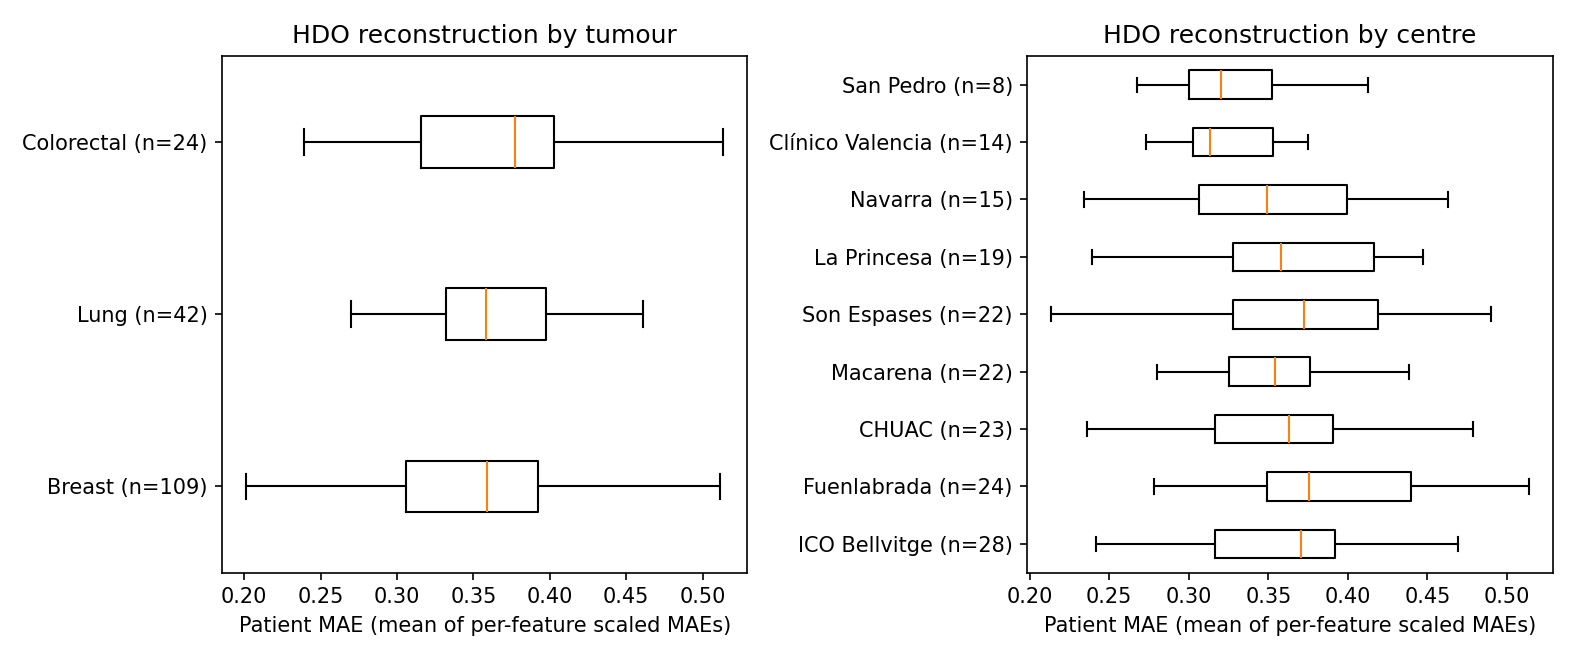 HDO reconstruction by tumour
Colorectal (n=24)
Lung (n=42)
Breast (n=109)
0.20 0.25 0.30 0.35 0.40 0.45 0.50
Patient MAE (mean of per-feature scaled MAEs)
HDO reconstruction by centre
San Pedro (n=8)
Clínico Valencia (n=14)
Navarra (n=15)
La Princesa (n=19)
Son Espases (n=22)
Macarena (n=22)
CHUAC (n=23)
Fuenlabrada (n=24)
ICO Bellvitge (n=28)
0.20 0.25 0.30 0.35 0.40 0.45 0.50
Patient MAE (mean of per-feature scaled MAEs)